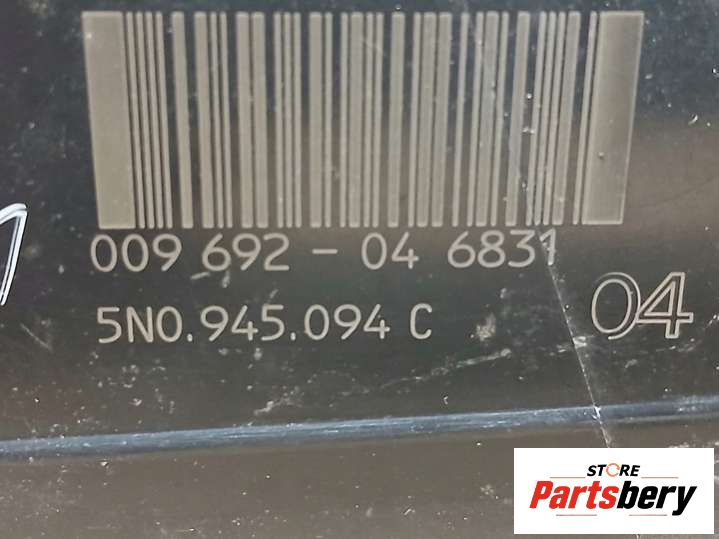 009 692 – 04 6831
5N0.945.094 C
04
STORE
Partsbery